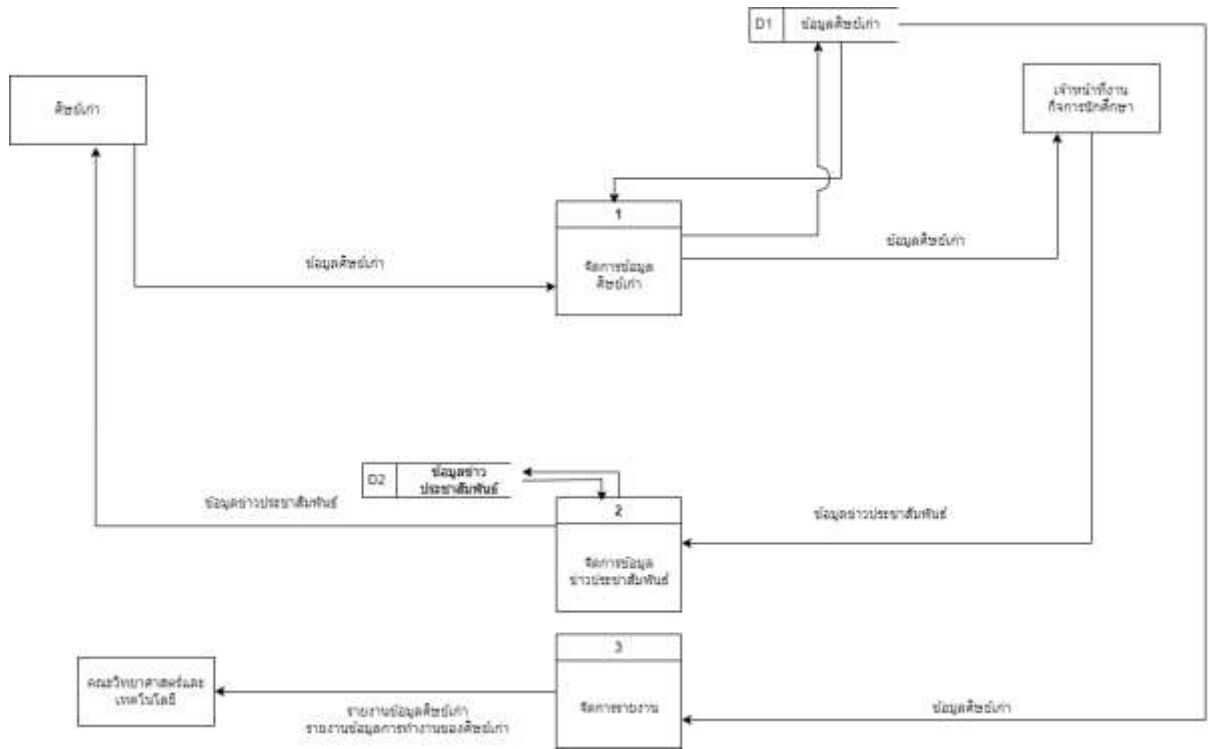 D1 ข้อมูลศิษย์เก่า
ศิษย์เก่า
เจ้าหน้าที่งาน
กิจการนักศึกษา
1
จัดการข้อมูล
ศิษย์เก่า
ข้อมูลศิษย์เก่า
ข้อมูลศิษย์เก่า
D2 ข้อมูลข่าว
ประชาสัมพันธ์
2
จัดการข้อมูล
ข่าวประชาสัมพันธ์
ข้อมูลข่าวประชาสัมพันธ์
ข้อมูลข่าวประชาสัมพันธ์
3
จัดการรายงาน
คณะวิทยาศาสตร์และ
เทคโนโลยี
รายงานข้อมูลศิษย์เก่า
รายงานข้อมูลการทำงานของศิษย์เก่า
ข้อมูลศิษย์เก่า